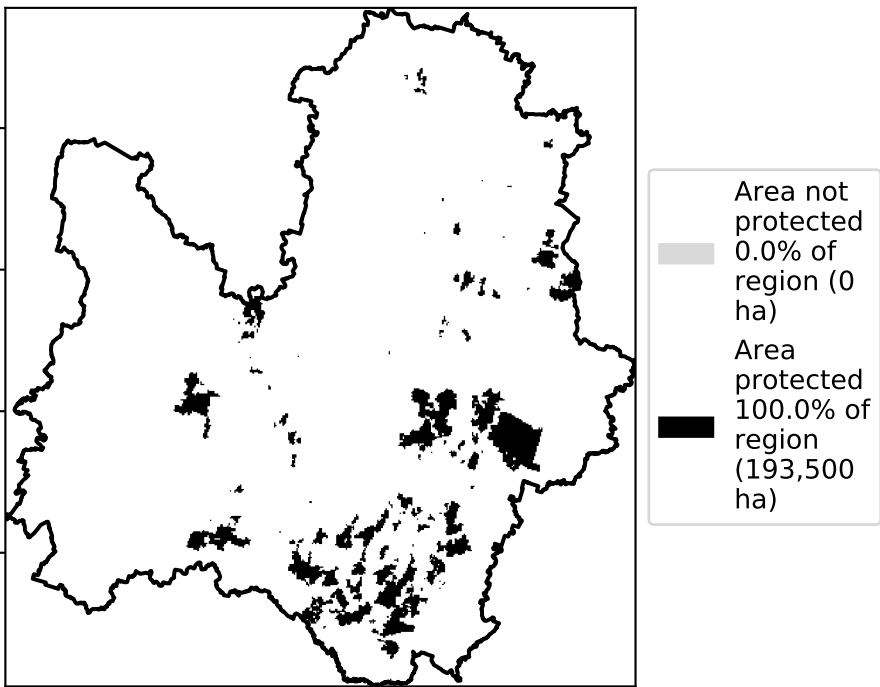 Area not
protected
0.0% of
region (0
ha)
Area
protected
100.0% of
region
(193,500
ha)